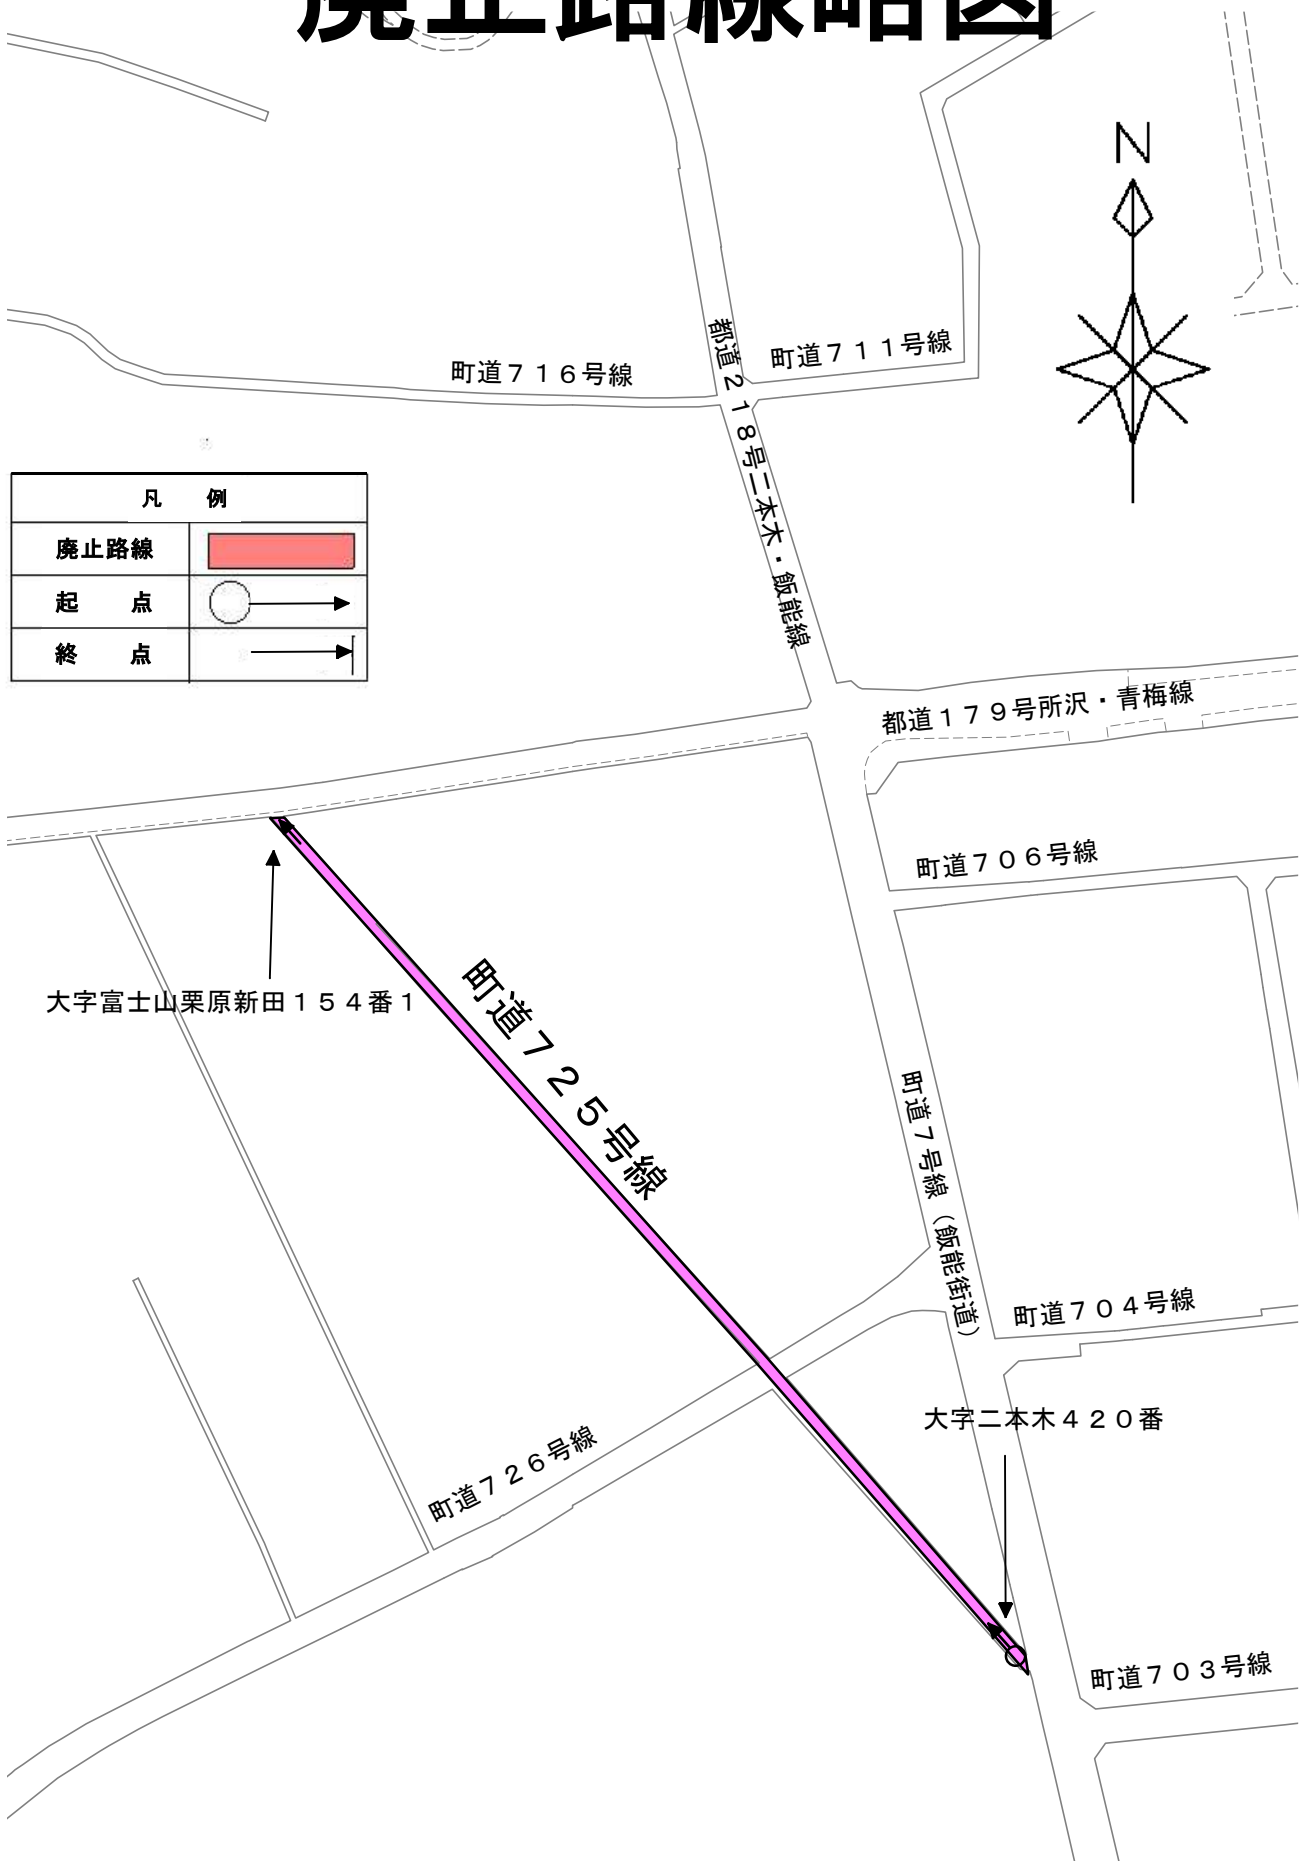 廃止路線略図
N
町道７１１号線
町道７１６号線
都道２１８号二本木・飯能線
凡　例
廃止路線
起　点
終　点
都道１７９号所沢・青梅線
町道７０６号線
大字富士山栗原新田１５４番１
町道７２５号線
町道７号線（飯能街道）
町道７０４号線
大字二本木４２０番
町道７２６号線
町道７０３号線